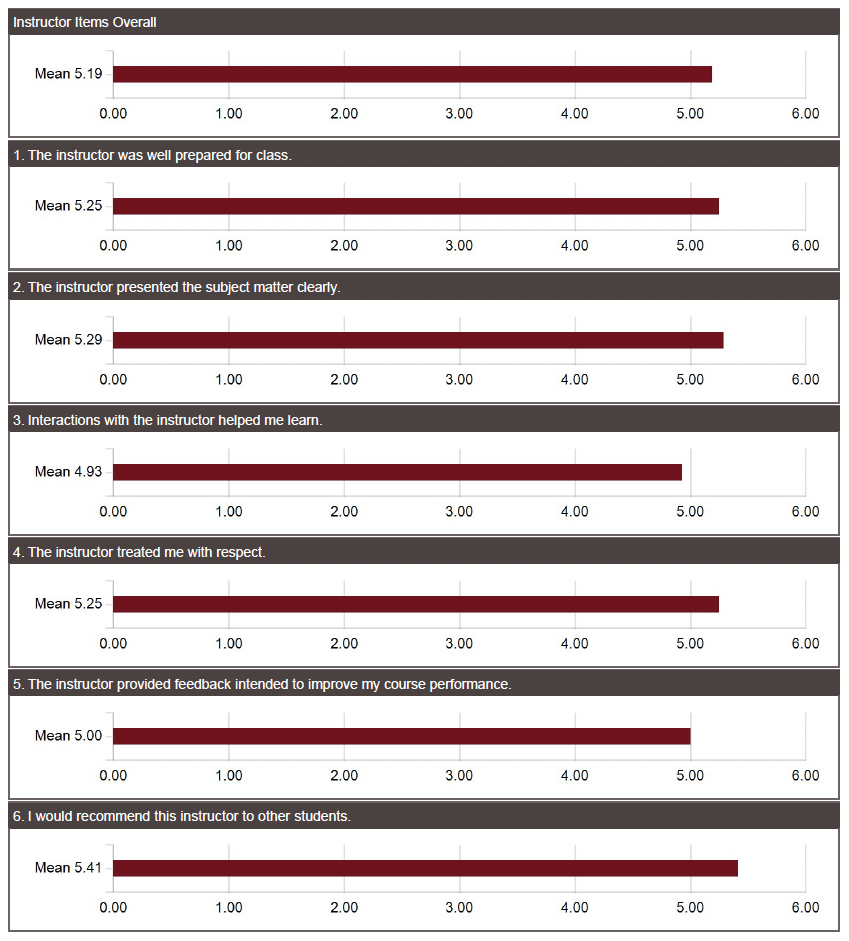 Instructor Items Overall
Mean 5.19
0.00 1.00 2.00 3.00 4.00 5.00 6.00
1. The instructor was well prepared for class.
Mean 5.25
0.00 1.00 2.00 3.00 4.00 5.00 6.00
2. The instructor presented the subject matter clearly.
Mean 5.29
0.00 1.00 2.00 3.00 4.00 5.00 6.00
3. Interactions with the instructor helped me learn.
Mean 4.93
0.00 1.00 2.00 3.00 4.00 5.00 6.00
4. The instructor treated me with respect.
Mean 5.25
0.00 1.00 2.00 3.00 4.00 5.00 6.00
5. The instructor provided feedback intended to improve my course performance.
Mean 5.00
0.00 1.00 2.00 3.00 4.00 5.00 6.00
6. I would recommend this instructor to other students.
Mean 5.41
0.00 1.00 2.00 3.00 4.00 5.00 6.00